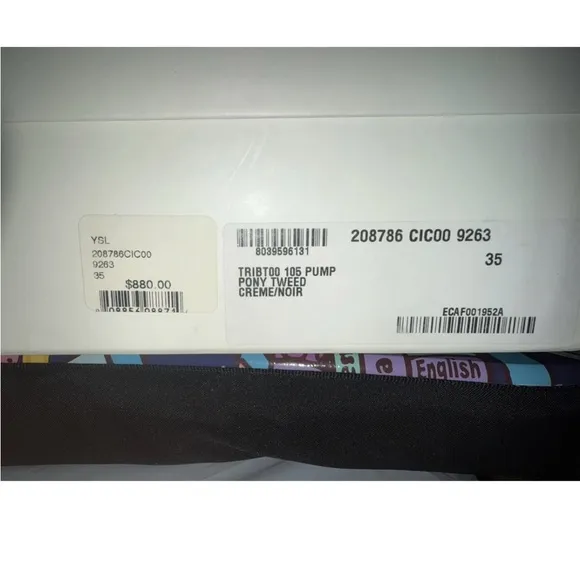 YSL
208786CIC00
9263
35
$880.00
8039596131
208786 CIC00 9263
35
TRIBT00 105 PUMP
PONY TWEED
CREME/NOIR
ECAF001952A
e English